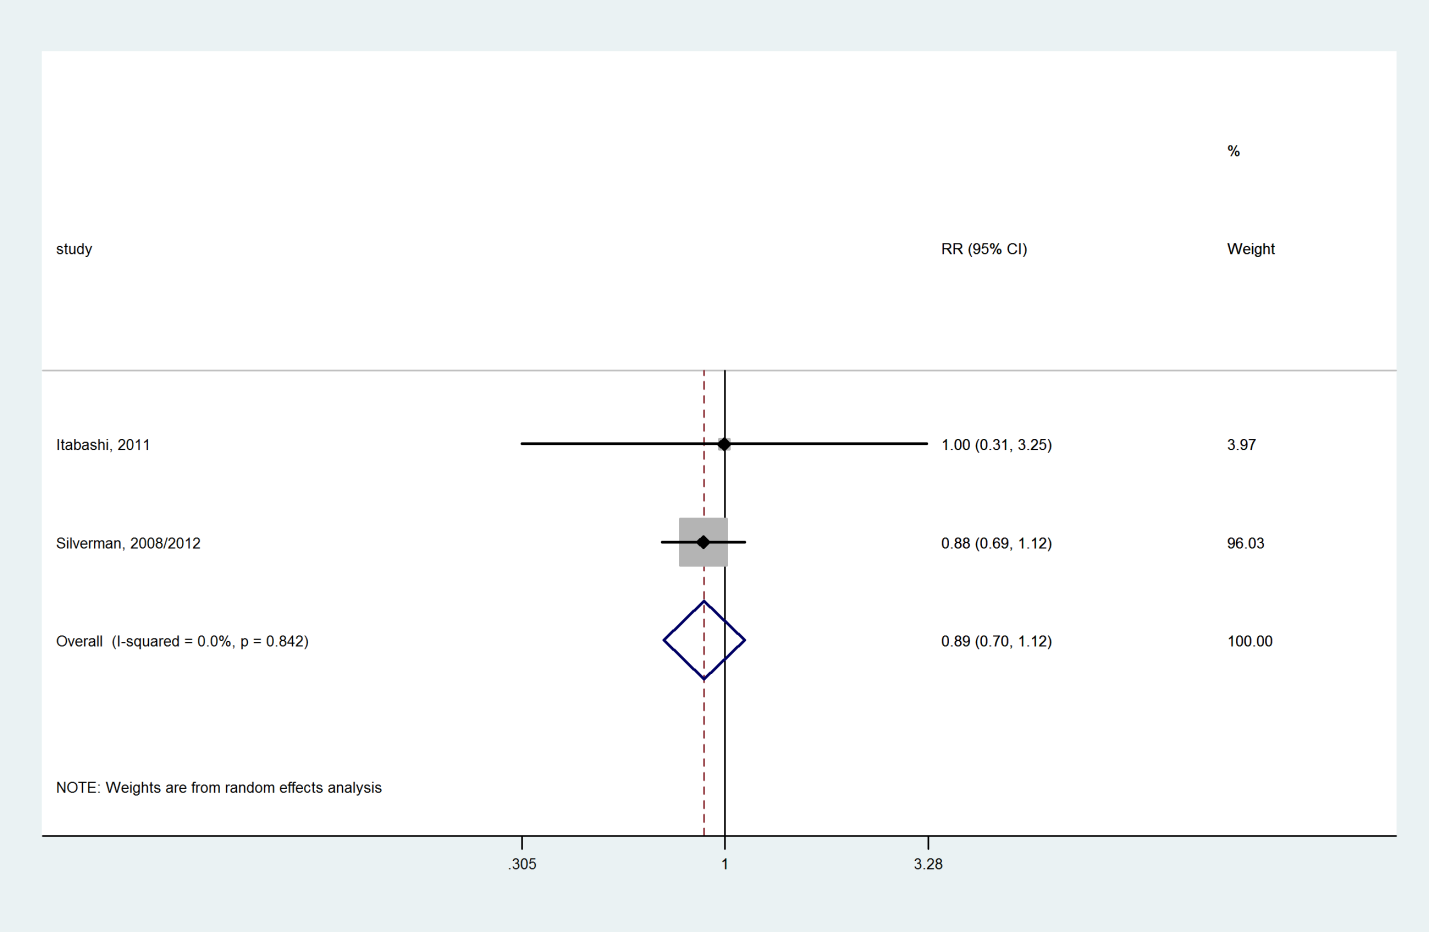 %
study RR (95% CI) Weight
Itabashi, 2011 1.00 (0.31, 3.25) 3.97
Silverman, 2008/2012 0.88 (0.69, 1.12) 96.03
Overall (I-squared = 0.0%, p = 0.842) 0.89 (0.70, 1.12) 100.00
NOTE: Weights are from random effects analysis
.305 1 3.28